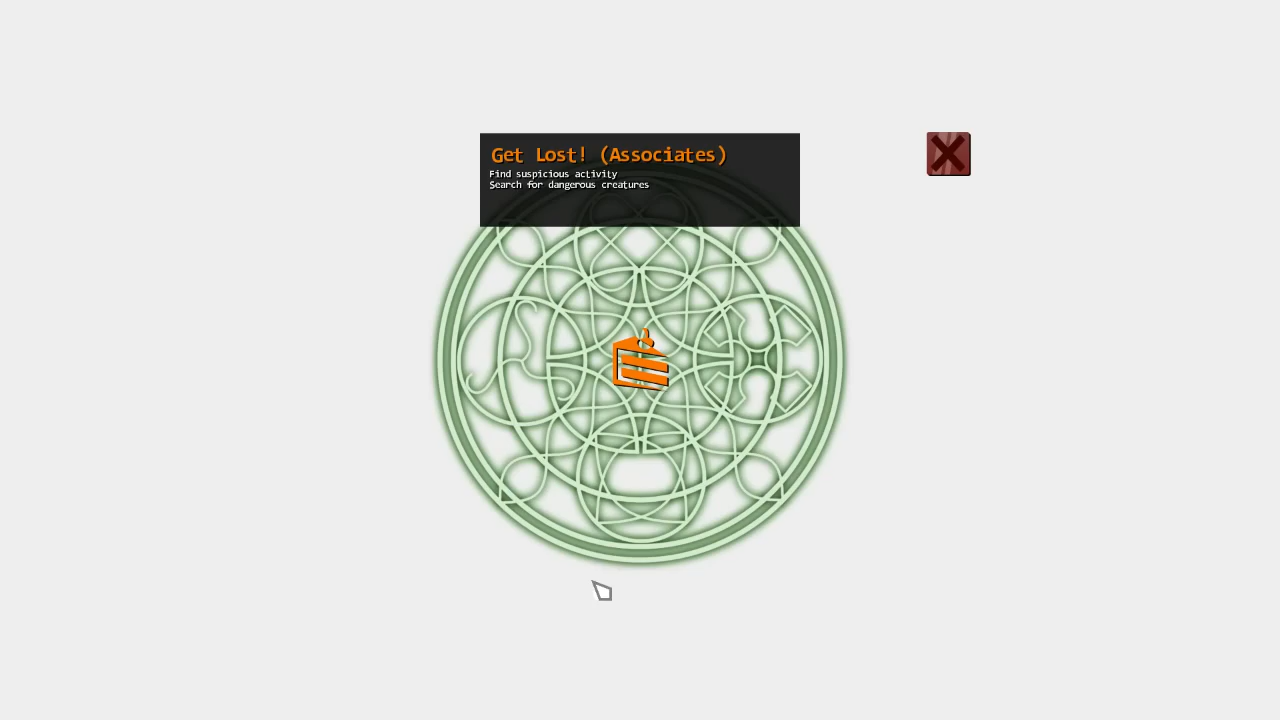 Get Lost! (Associates)
Find suspicious activity
Search for dangerous creatures